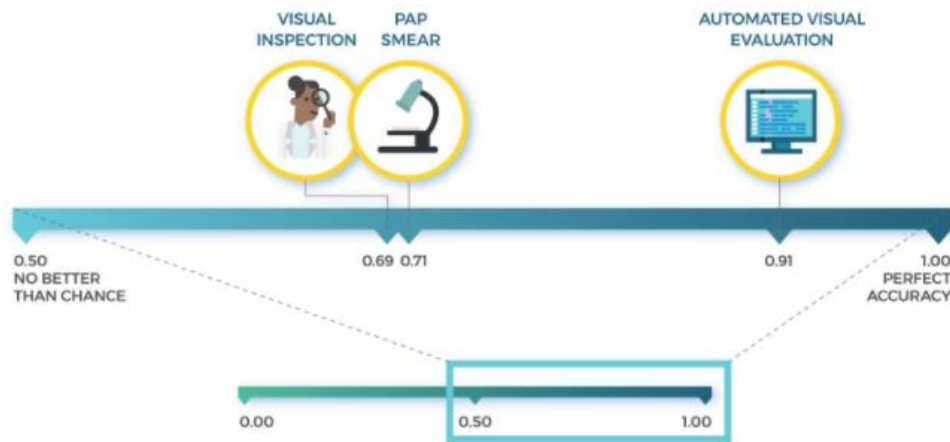 VISUAL
INSPECTION
PAP
SMEAR
AUTOMATED VISUAL
EVALUATION
0.50
NO BETTER
THAN CHANCE
0.69
0.71
0.91
1.00
PERFECT
ACCURACY
0.00
0.50
1.00